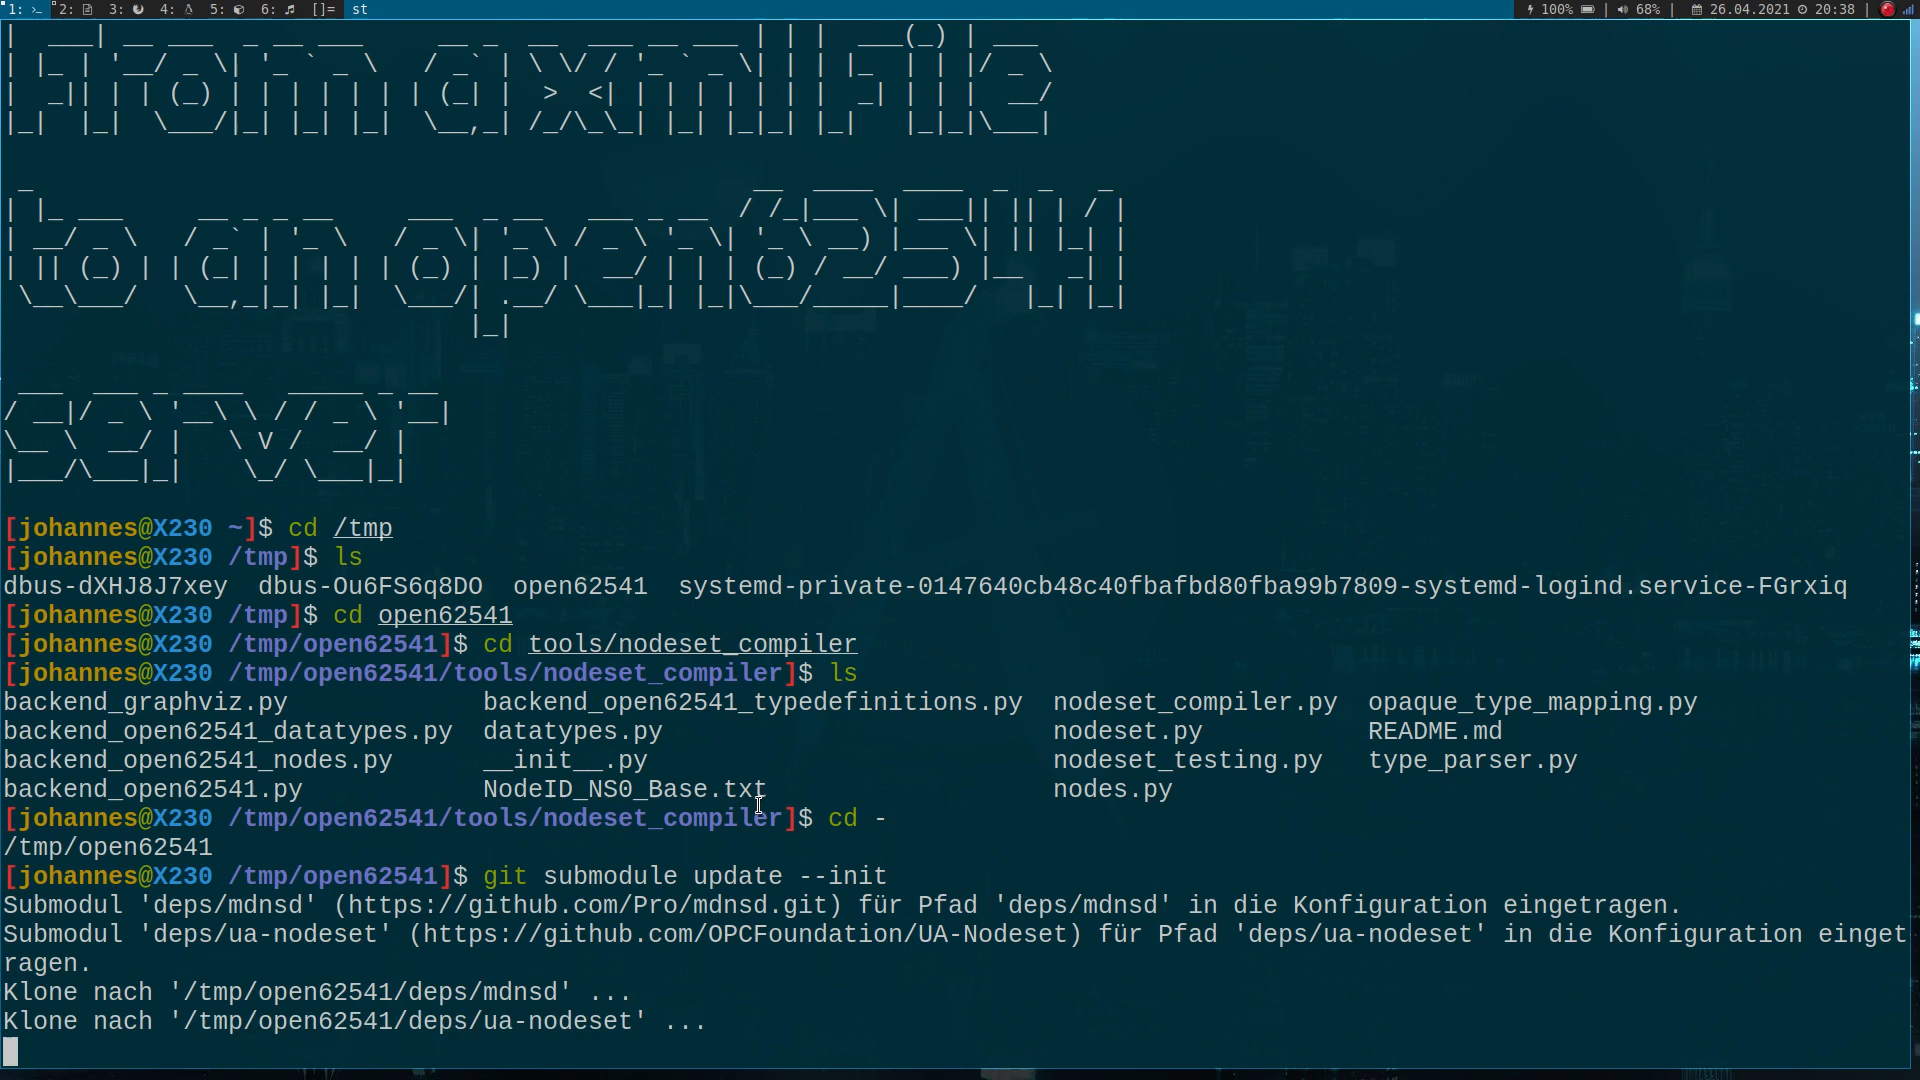 1: 2: 3: 4: 5: 6: []= st 100% | 68% | 26.04.2021 20:38 |
From a xml File
to an open62541
server
[johannes@X230 ~]$ cd /tmp
[johannes@X230 /tmp]$ ls
dbus-dXHJ8J7xey dbus-Ou6FS6q8DO open62541 systemd-private-0147640cb48c40fbafbd80fba99b7809-systemd-logind.service-FGrxiq
[johannes@X230 /tmp]$ cd open62541
[johannes@X230 /tmp/open62541]$ cd tools/nodeset_compiler
[johannes@X230 /tmp/open62541/tools/nodeset_compiler]$ ls
backend_graphviz.py backend_open62541_typedefinitions.py nodeset_compiler.py opaque_type_mapping.py
backend_open62541_datatypes.py datatypes.py nodeset.py README.md
backend_open62541_nodes.py __init__.py nodeset_testing.py type_parser.py
backend_open62541.py NodeID_NS0_Base.txt nodes.py
[johannes@X230 /tmp/open62541/tools/nodeset_compiler]$ cd -
/tmp/open62541
[johannes@X230 /tmp/open62541]$ git submodule update --init
Submodul 'deps/mdnsd' (https://github.com/Pro/mdnsd.git) für Pfad 'deps/mdnsd' in die Konfiguration eingetragen.
Submodul 'deps/ua-nodeset' (https://github.com/OPCFoundation/UA-Nodeset) für Pfad 'deps/ua-nodeset' in die Konfiguration einget
ragen.
Klone nach '/tmp/open62541/deps/mdnsd' ...
Klone nach '/tmp/open62541/deps/ua-nodeset' ...